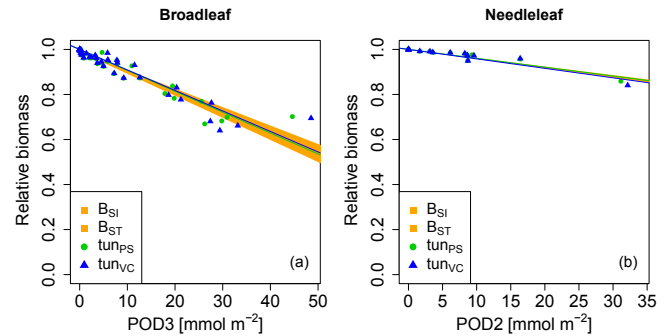 Broadleaf
Relative biomass
1.0
0.8
0.6
0.4
0.2
0.0
B_SI
B_ST
tun_PS
tun_VC
(a)
0 10 20 30 40 50
POD3 [mmol m⁻²]
Needleleaf
Relative biomass
1.0
0.8
0.6
0.4
0.2
0.0
B_SI
B_ST
tun_PS
tun_VC
(b)
0 5 10 15 20 25 30 35
POD2 [mmol m⁻²]